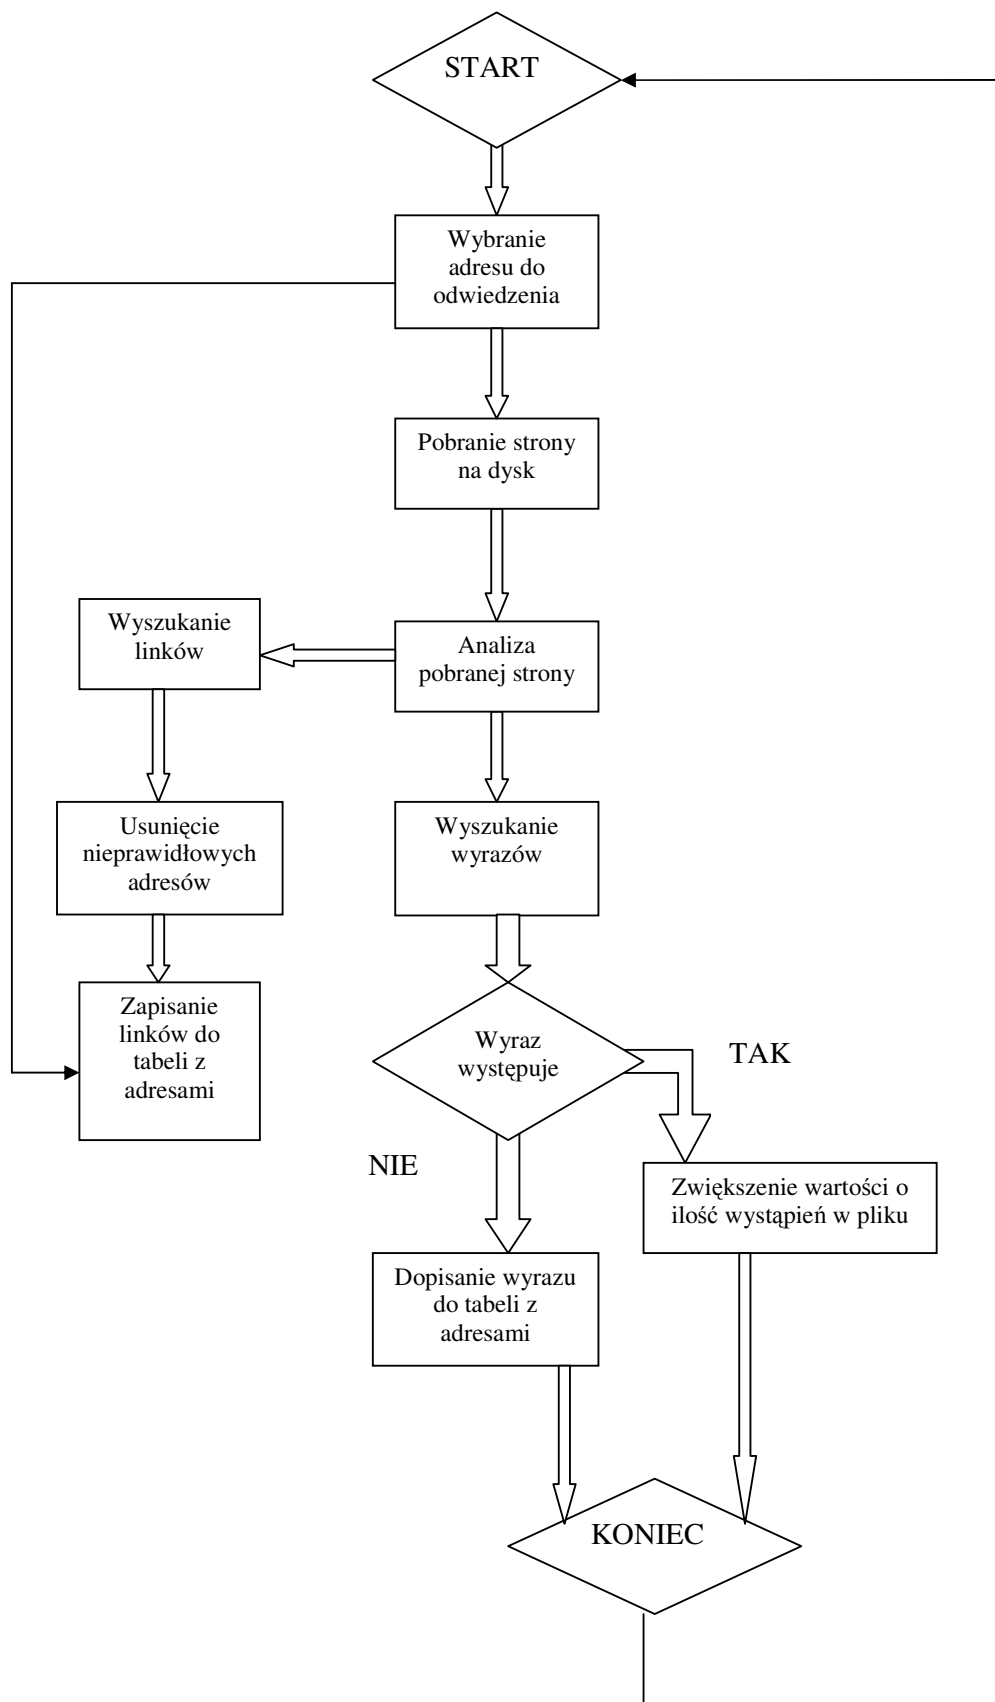 START
Wybranie
adresu do
odwiedzenia
Pobranie strony
na dysk
Wyszukanie
linków
Analiza
pobranej strony
Usunięcie
nieprawidłowych
adresów
Wyszukanie
wyrazów
Zapisanie
linków do
tabeli z
adresami
Wyraz
występuje
TAK
NIE
Zwiększenie wartości o
ilość wystąpień w pliku
Dopisanie wyrazu
do tabeli z
adresami
KONIEC